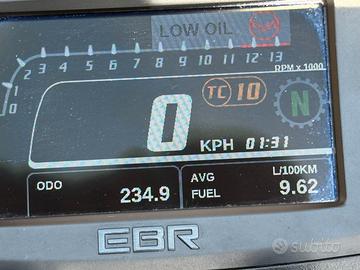 LOW OIL
0 1 2 3 4 5 6 7 8 9 10 11 12 13
RPM x 1000
TC 10
N
0 KPH 01:31
ODO 234.9
AVG FUEL L/100KM 9.62
EBR
subito